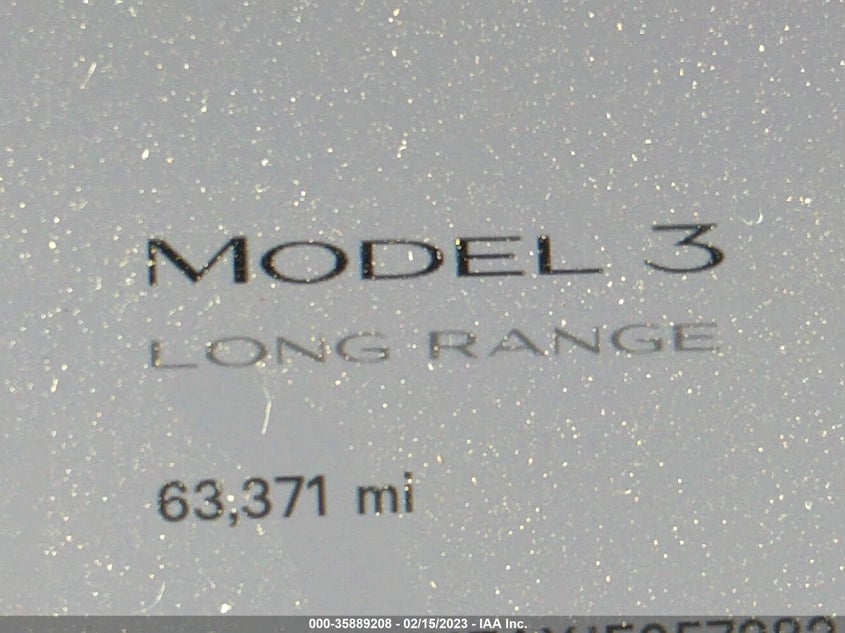 MODEL 3
LONG RANGE
63,371 mi
000-35889208 - 02/15/2023 - IAA Inc.